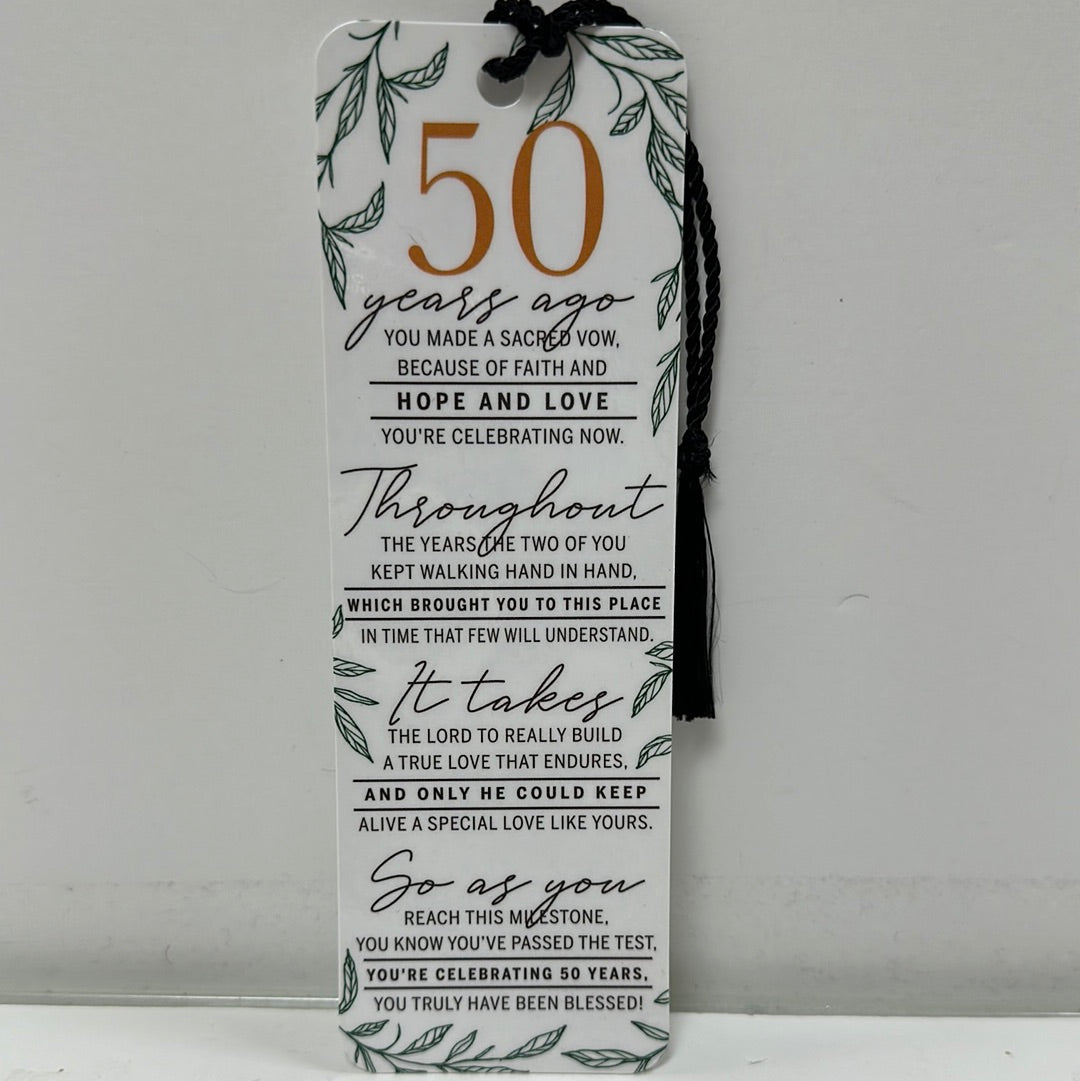 50
years ago
YOU MADE A SACRED VOW,
BECAUSE OF FAITH AND
HOPE AND LOVE
YOU'RE CELEBRATING NOW.
Throughout
THE YEARS THE TWO OF YOU
KEPT WALKING HAND IN HAND,
WHICH BROUGHT YOU TO THIS PLACE
IN TIME THAT FEW WILL UNDERSTAND.
It takes
THE LORD TO REALLY BUILD
A TRUE LOVE THAT ENDURES,
AND ONLY HE COULD KEEP
ALIVE A SPECIAL LOVE LIKE YOURS.
So as you
REACH THIS MILESTONE,
YOU KNOW YOU'VE PASSED THE TEST,
YOU'RE CELEBRATING 50 YEARS,
YOU TRULY HAVE BEEN BLESSED!